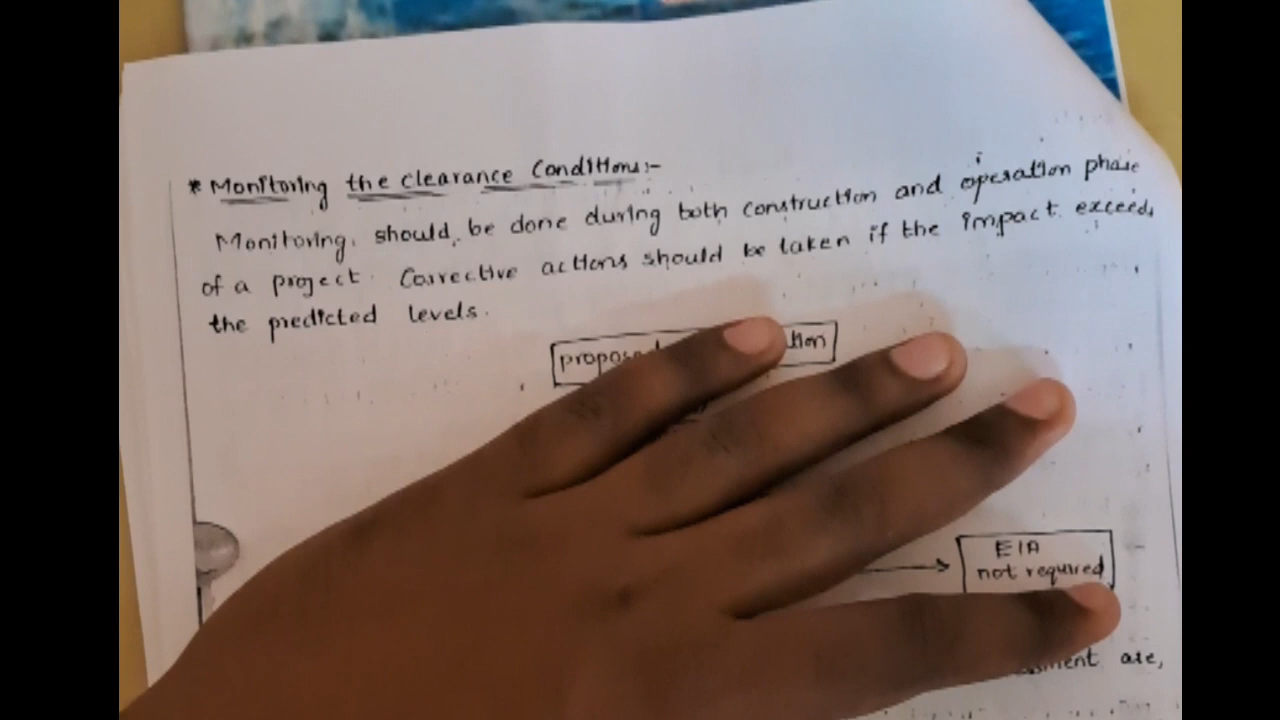 * Monitoring the clearance Conditions:-
Monitoring should be done during both construction and operation phase
of a project. Corrective actions should be taken if the impact exceeds
the predicted levels.
EIA
not required
are,